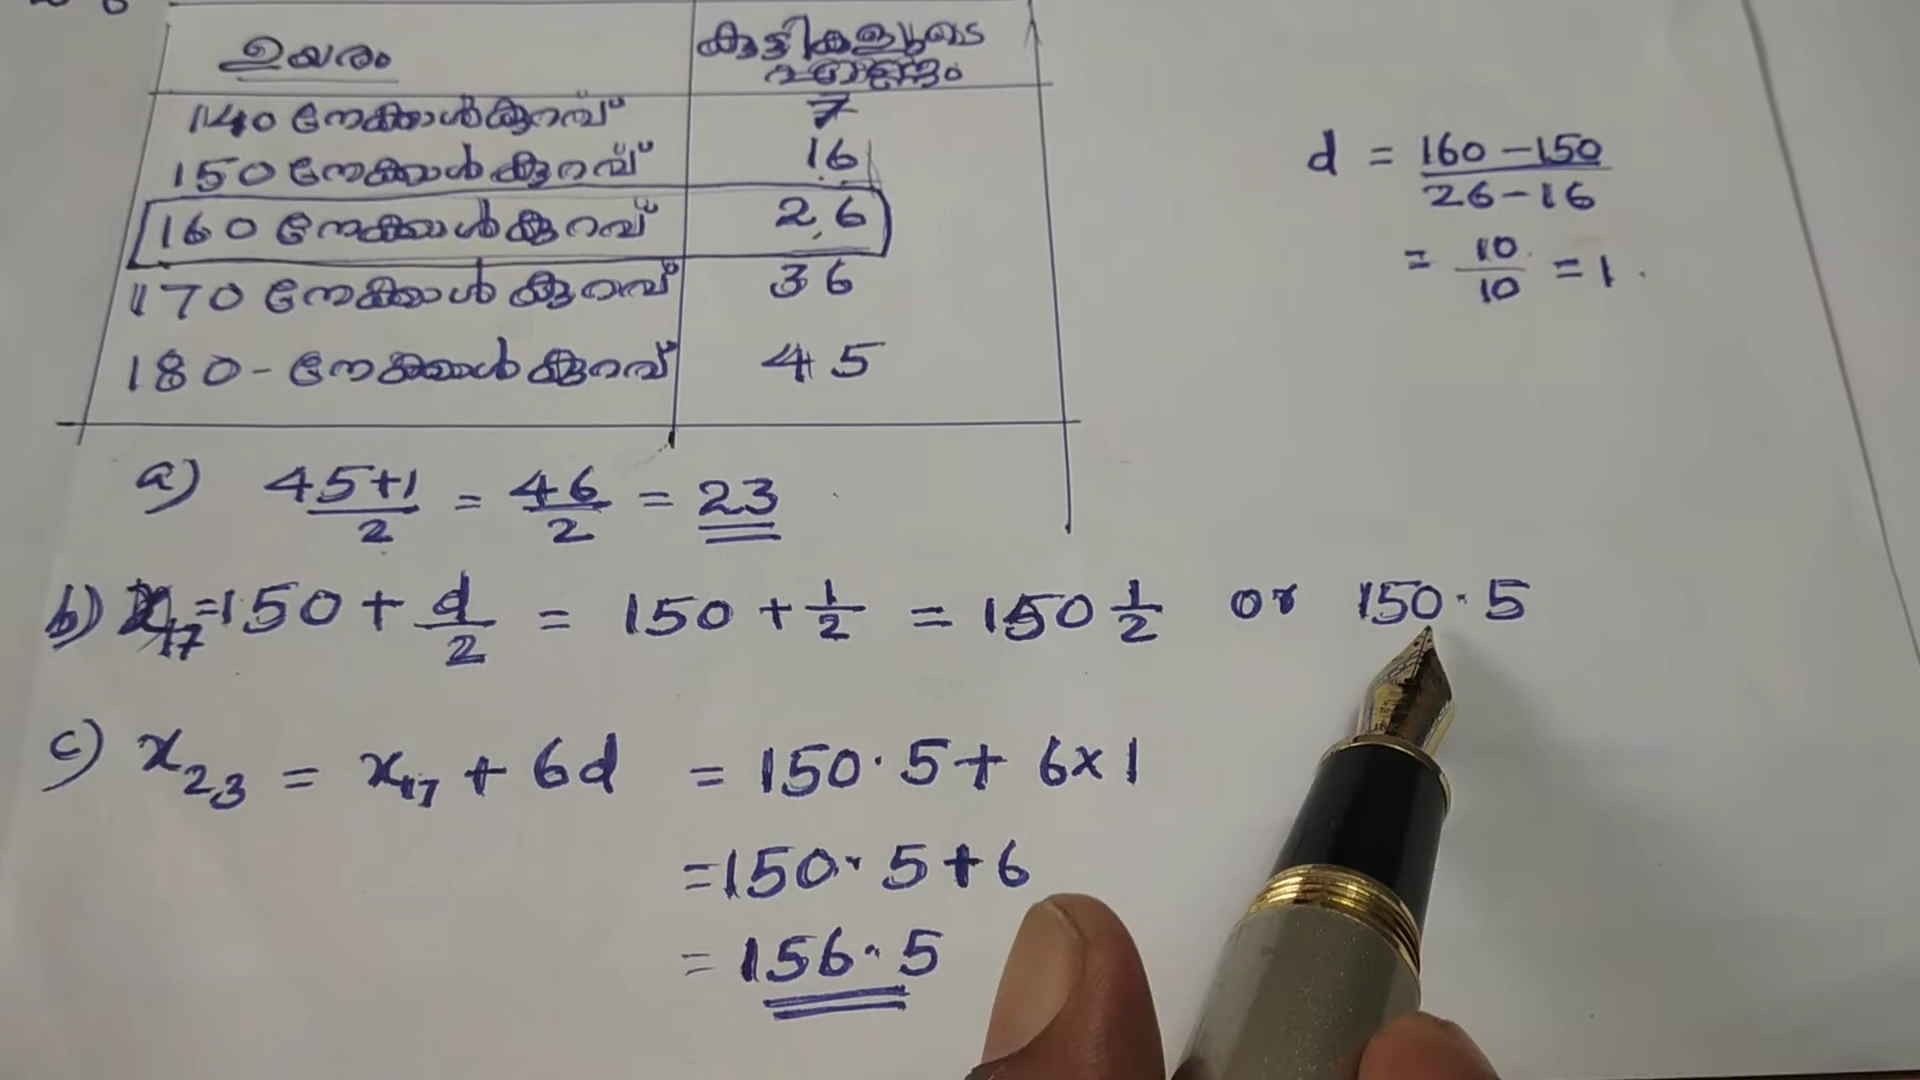 ഉയരം
കുട്ടികളുടെ
എണ്ണം
140 നേക്കാൾ കുറവ് 7
150 നേക്കാൾ കുറവ് 16
160 നേക്കാൾ കുറവ് 26
170 നേക്കാൾ കുറവ് 36
180 - നേക്കാൾ കുറവ് 45
d = 160 - 150 / 26 - 16
= 10 / 10 = 1
a) 45+1 / 2 = 46 / 2 = 23
b) x₁₇ = 150 + d/2 = 150 + 1/2 = 150 1/2 or 150.5
c) x₂₃ = x₁₇ + 6d = 150.5 + 6x1
= 150.5 + 6
= 156.5